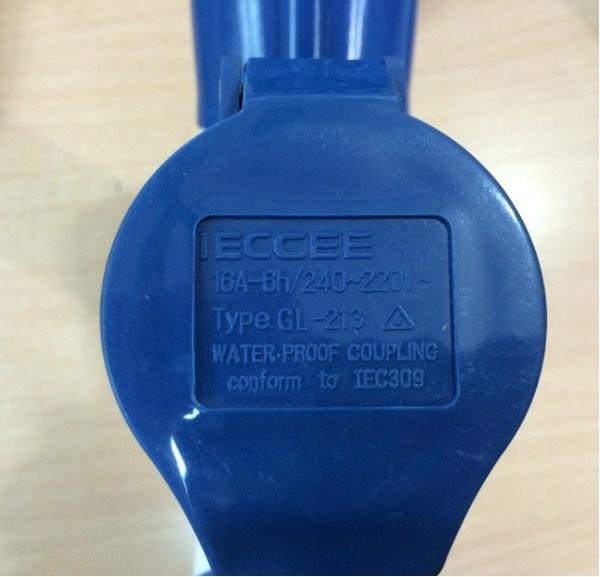 IECCEE
16A-6h/240~220V~
Type GL-213
WATER-PROOF COUPLING
conform to IEC309